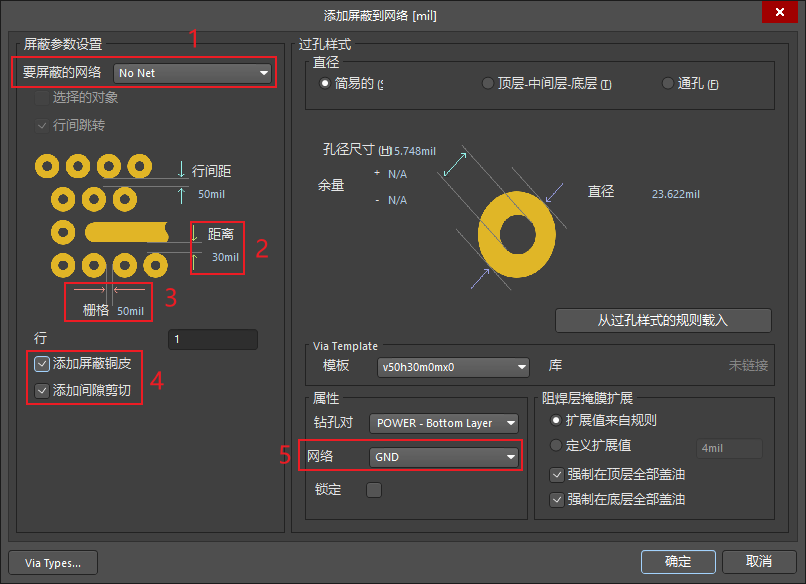 添加屏蔽到网络 [mil]
屏蔽参数设置
1
要屏蔽的网络 No Net
选择的对象
行间跳转
行间距
50mil
距离
30mil
2
栅格 50mil
3
行 1
添加屏蔽铜皮
添加间隙剪切
4
过孔样式
直径
简易的 (S
顶层-中间层-底层 (T)
通孔 (F)
孔径尺寸 (H) 15.748mil
余量
+ N/A
- N/A
直径 23.622mil
从过孔样式的规则载入
Via Template
模板 v50h30m0mx0 库 未链接
属性
钻孔对 POWER - Bottom Layer
5 网络 GND
锁定
阻焊层掩膜扩展
扩展值来自规则
定义扩展值 4mil
强制在顶层全部盖油
强制在底层全部盖油
Via Types...
确定
取消